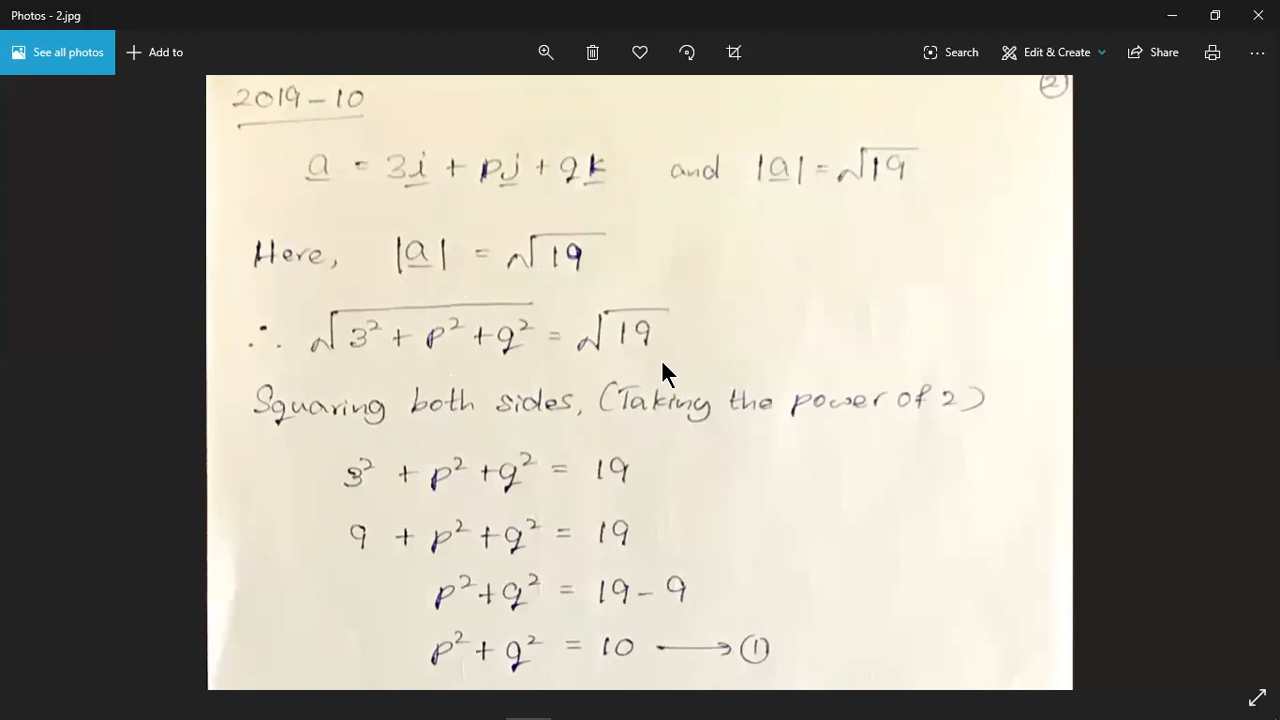 Photos - 2.jpg
See all photos
Add to
Search
Edit & Create
Share
2019-10
②
a = 3i + pj + qk and |a| = √19
Here, |a| = √19
∴ √3² + p² + q² = √19
Squaring both sides, (Taking the power of 2)
3² + p² + q² = 19
9 + p² + q² = 19
p² + q² = 19 - 9
p² + q² = 10 → ①